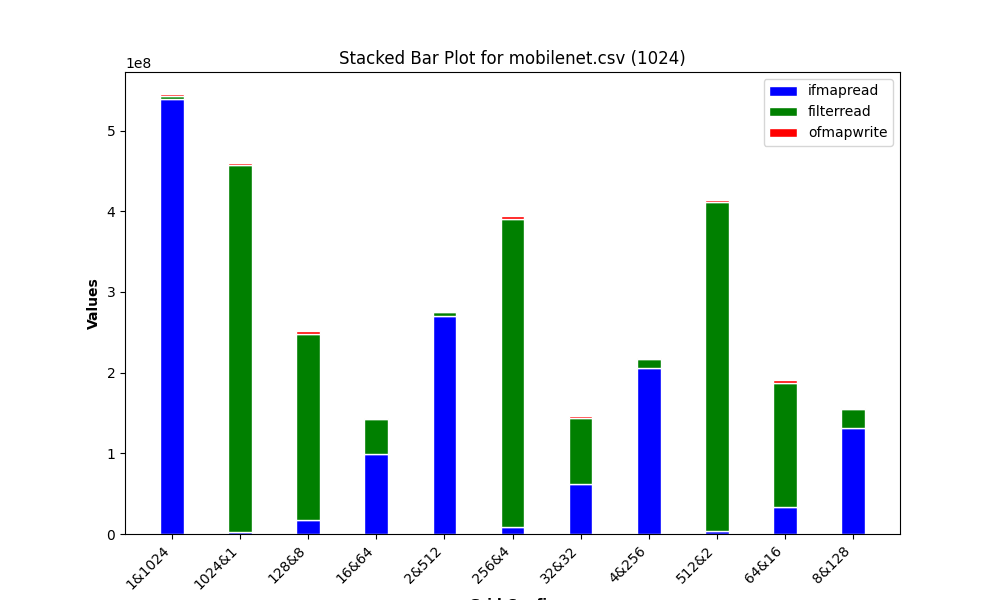 Stacked Bar Plot for mobilenet.csv (1024)
1e8
ifmapread
filterread
ofmapwrite
5
4
3
2
1
0
Values
1&1024
1024&1
128&8
16&64
2&512
256&4
32&32
4&256
512&2
64&16
8&128